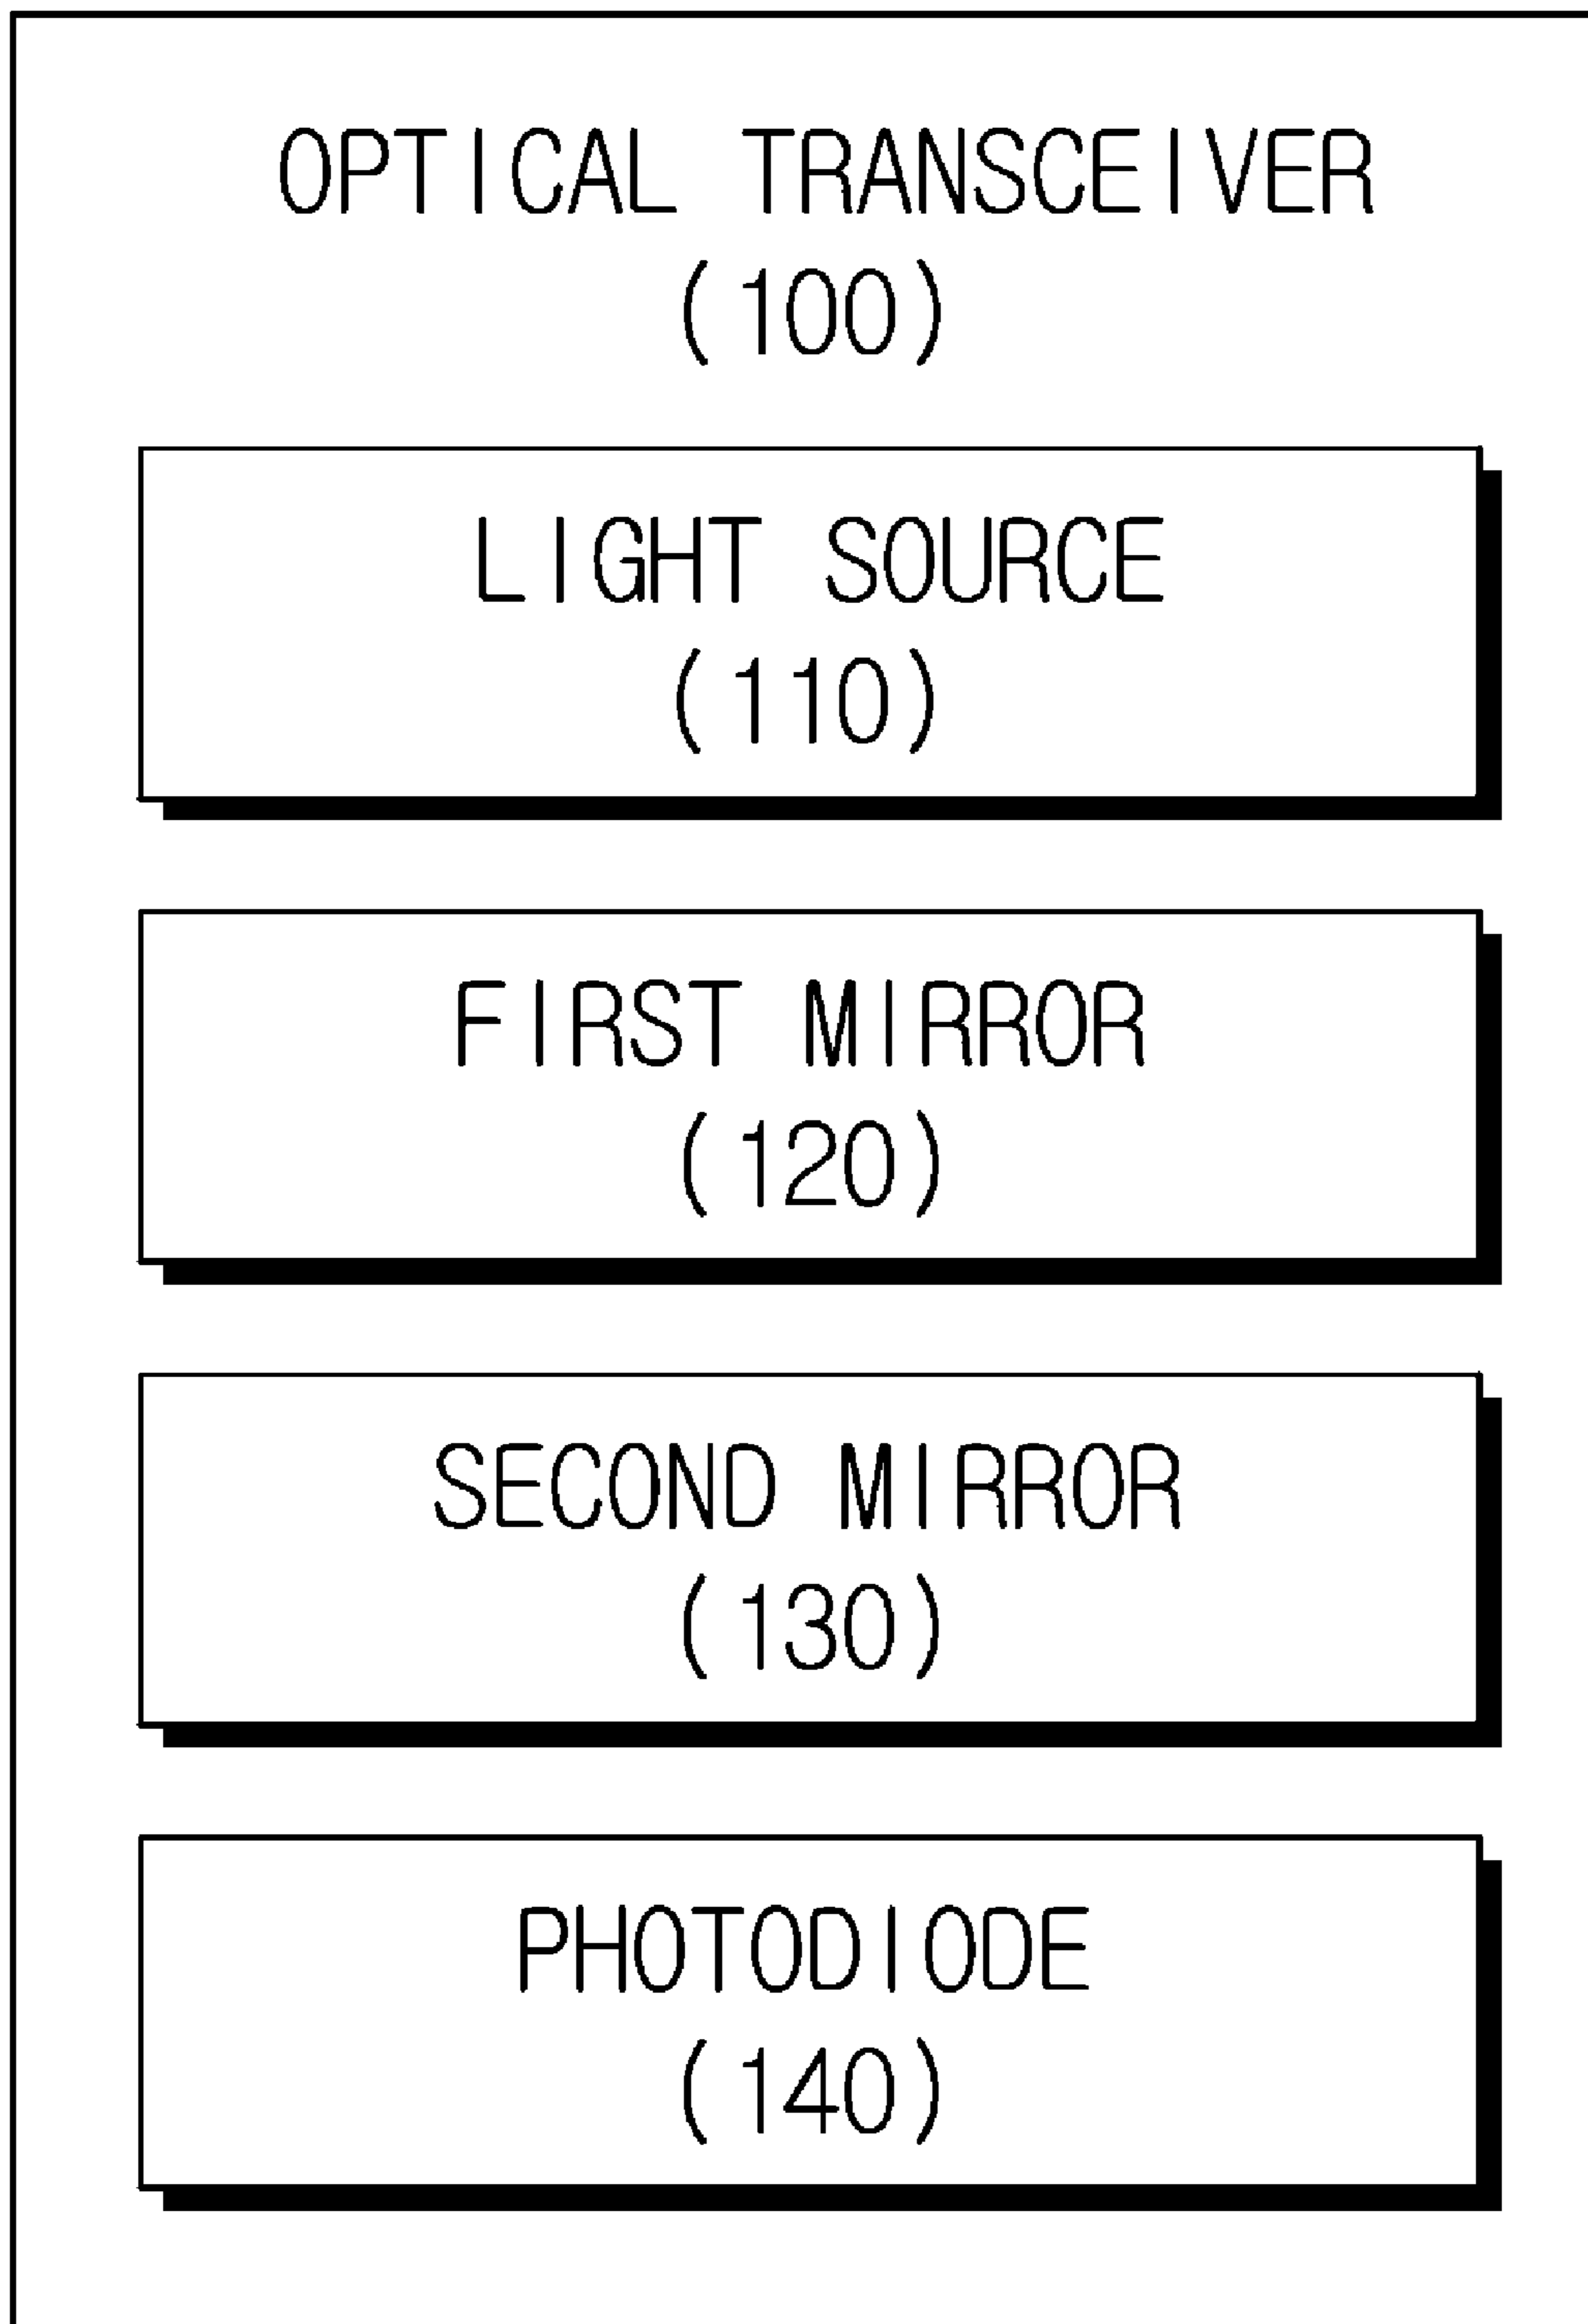 OPTICAL TRANSCEIVER
(100)
LIGHT SOURCE
(110)
FIRST MIRROR
(120)
SECOND MIRROR
(130)
PHOTODIODE
(140)